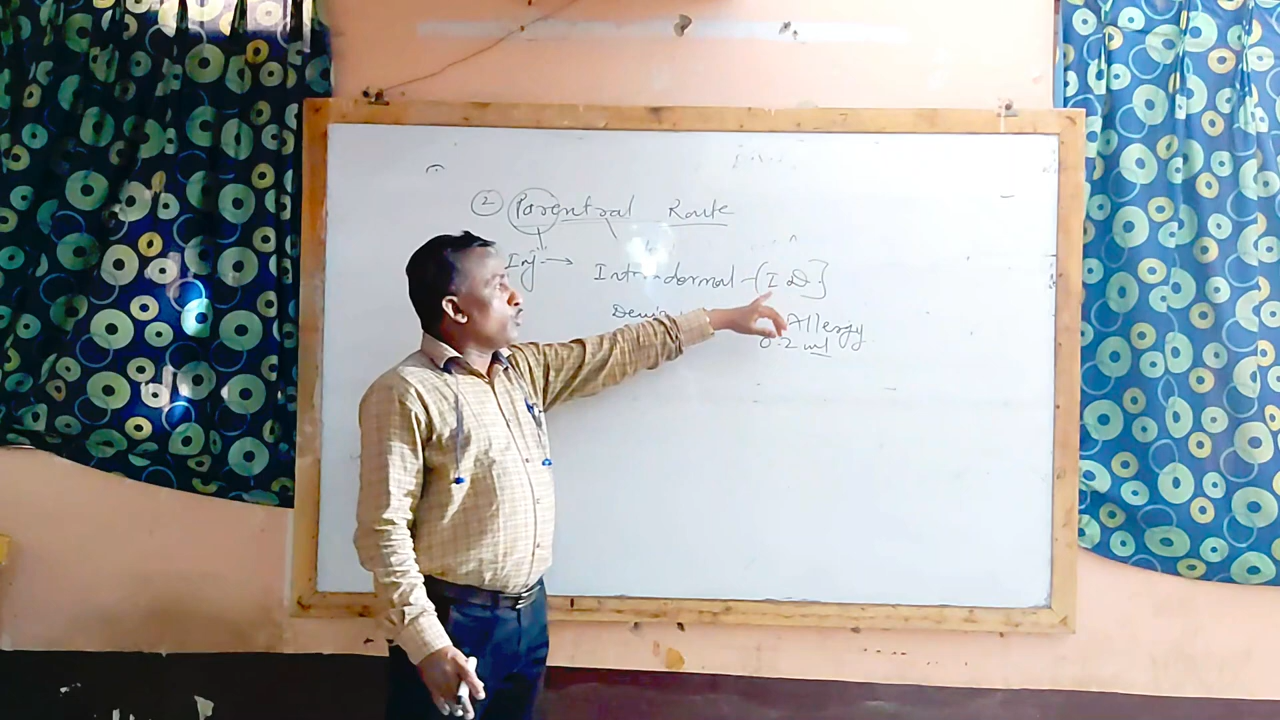 ② Parentral Route
Inj → Intradermal - [I D.]
Allergy
0.2 ml